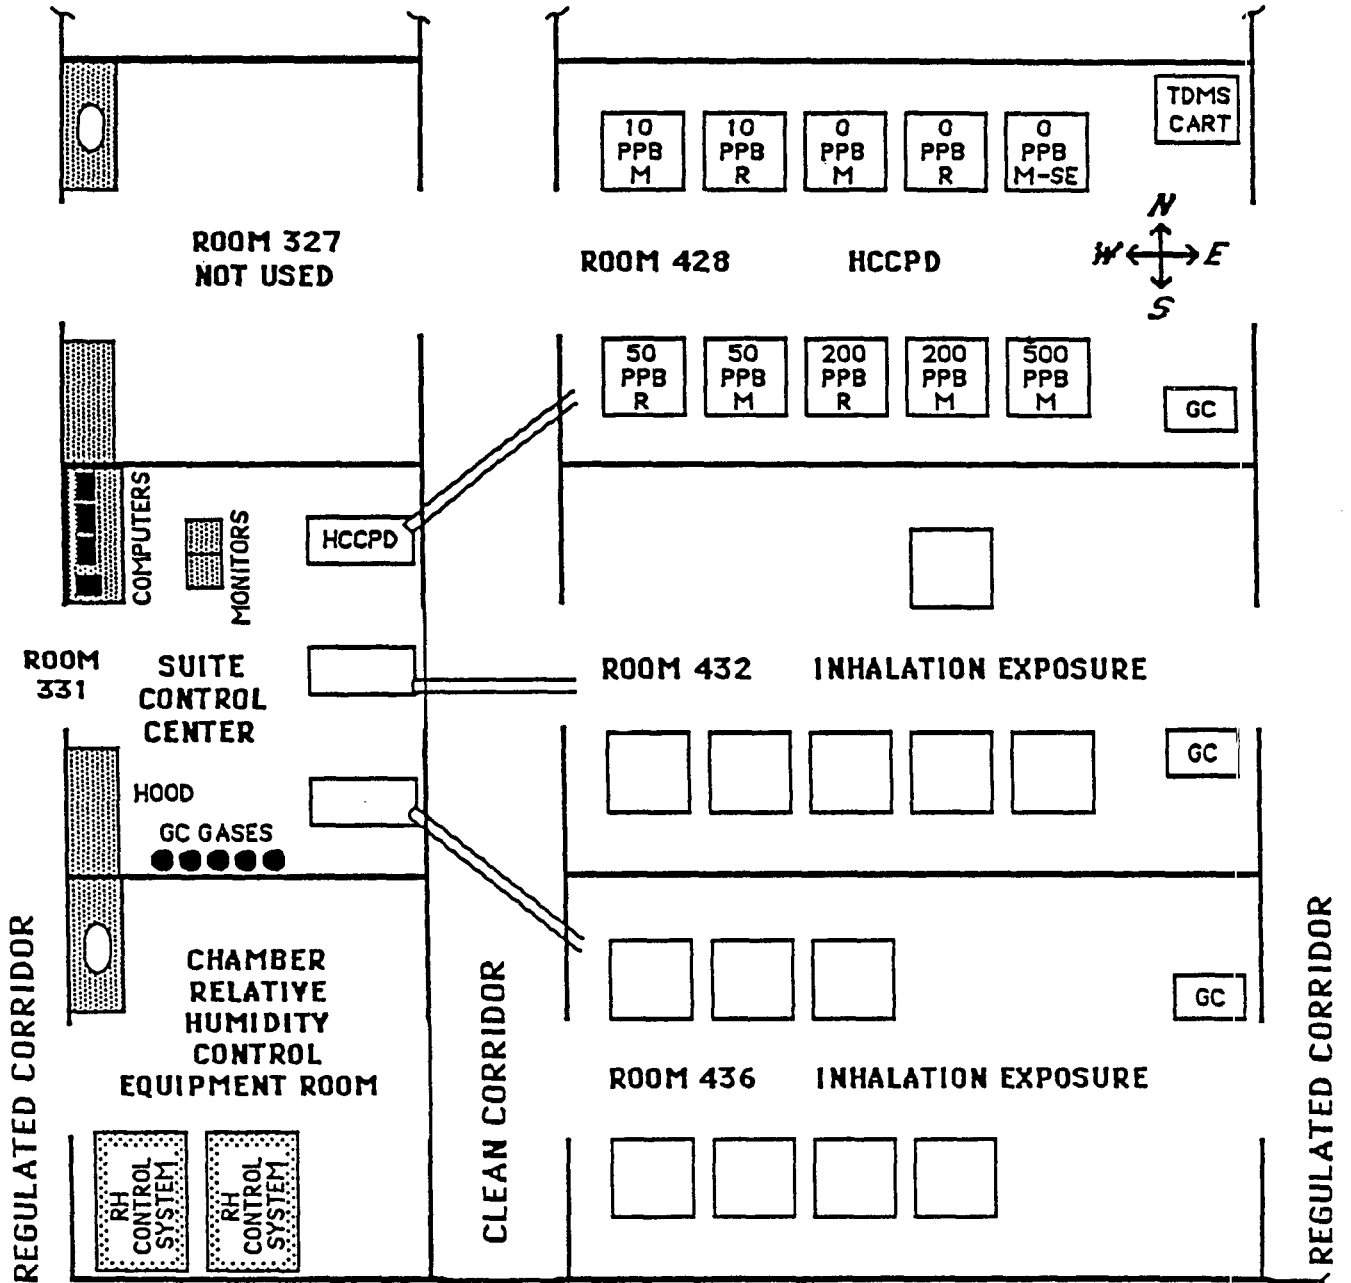 TDMS
CART
10
PPB
M
10
PPB
R
0
PPB
M
0
PPB
R
0
PPB
M-SE
N
W
E
S
ROOM 327
NOT USED
ROOM 428
HCCPD
50
PPB
R
50
PPB
M
200
PPB
R
200
PPB
M
500
PPB
M
GC
COMPUTERS
MONITORS
HCCPD
ROOM
331
SUITE
CONTROL
CENTER
ROOM 432
INHALATION EXPOSURE
GC
HOOD
GC GASES
REGULATED CORRIDOR
CHAMBER
RELATIVE
HUMIDITY
CONTROL
EQUIPMENT ROOM
CLEAN CORRIDOR
GC
ROOM 436
INHALATION EXPOSURE
REGULATED CORRIDOR
RH
CONTROL
SYSTEM
RH
CONTROL
SYSTEM